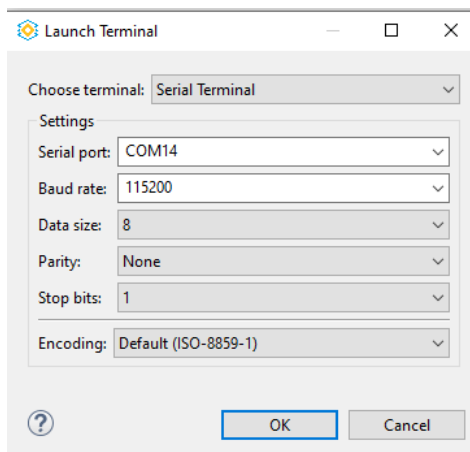 Launch Terminal
Choose terminal: Serial Terminal
Settings
Serial port: COM14
Baud rate: 115200
Data size: 8
Parity: None
Stop bits: 1
Encoding: Default (ISO-8859-1)
? OK Cancel